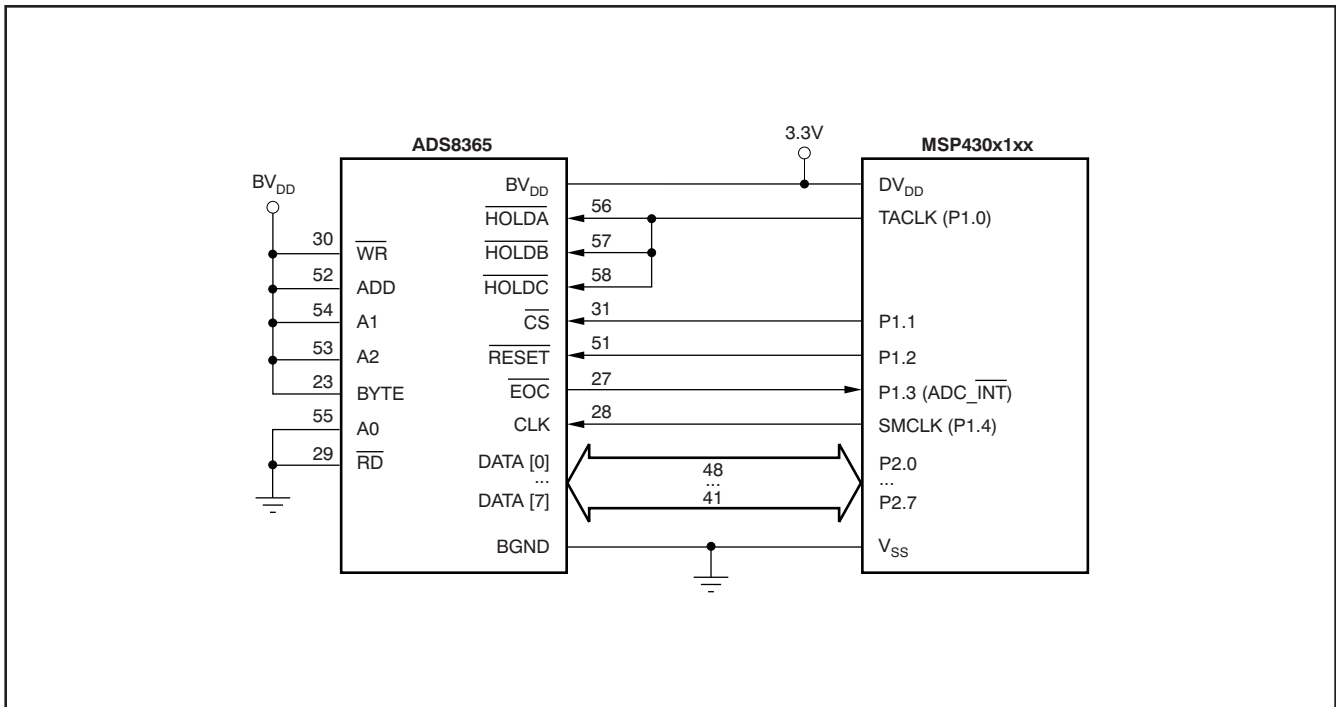 ADS8365
3.3V
MSP430x1xx
BVDD
BVDD
DVDD
HOLDA
56
TACLK (P1.0)
30
WR
HOLDB
57
52
ADD
HOLDC
58
54
A1
CS
31
P1.1
53
A2
RESET
51
P1.2
23
BYTE
EOC
27
P1.3 (ADC_INT)
55
A0
CLK
28
SMCLK (P1.4)
29
RD
DATA [0]
48
P2.0
...
...
...
DATA [7]
41
P2.7
BGND
VSS